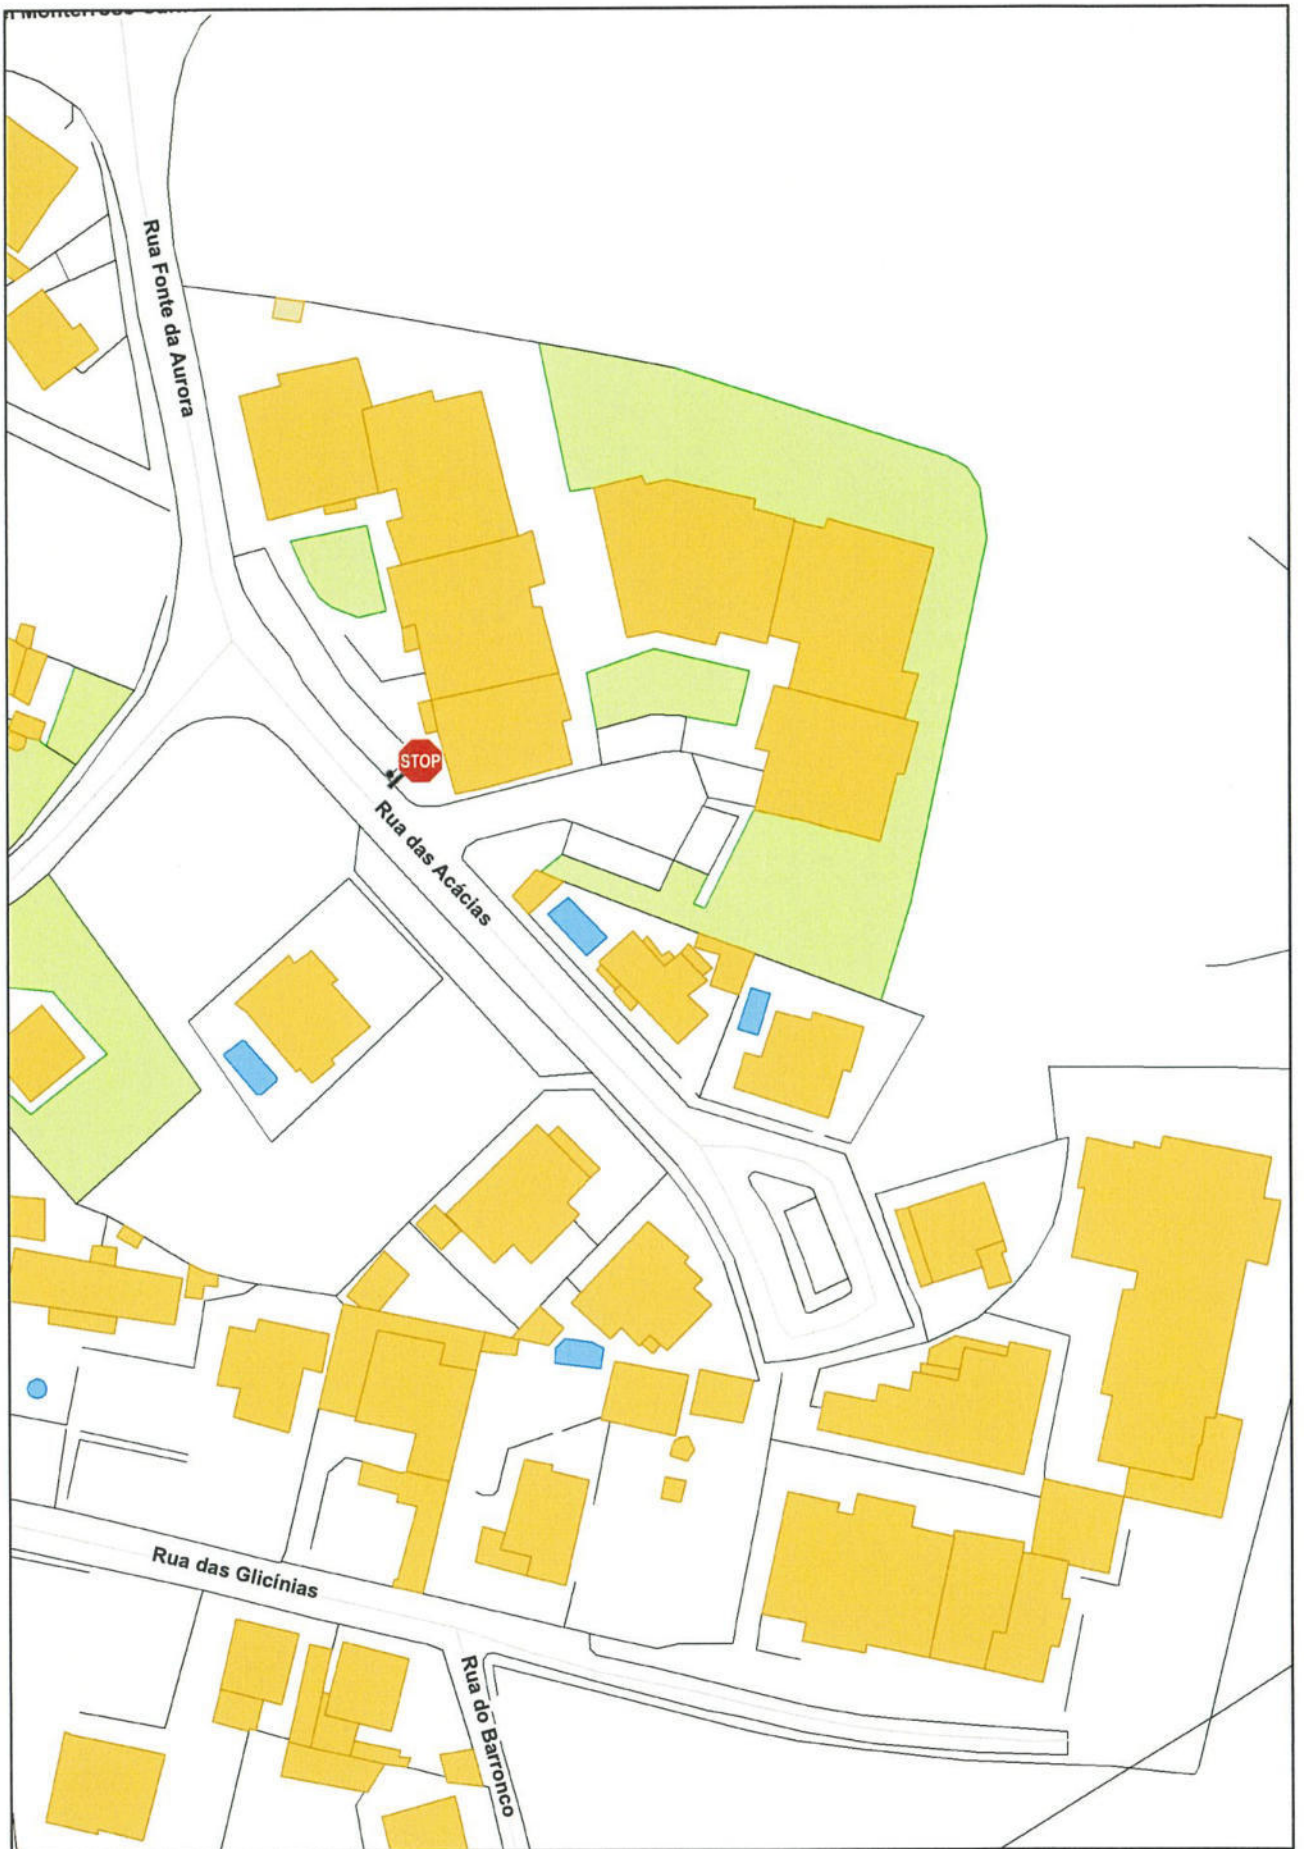 Rua Fonte da Aurora
STOP
Rua das Acácias
Rua das Glicínias
Rua do Barronco